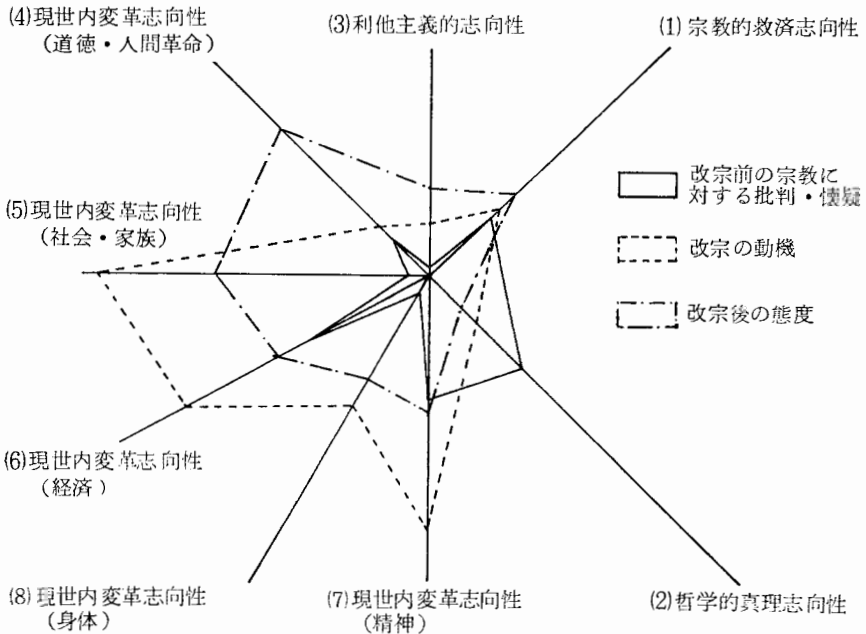 (4)現世内変革志向性
（道徳・人間革命）
(3)利他主義的志向性
(1)宗教的救済志向性
改宗前の宗教に
対する批判・懐疑
改宗の動機
改宗後の態度
(5)現世内変革志向性
（社会・家族）
(6)現世内変革志向性
（経済）
(8)現世内変革志向性
（身体）
(7)現世内変革志向性
（精神）
(2)哲学的真理志向性